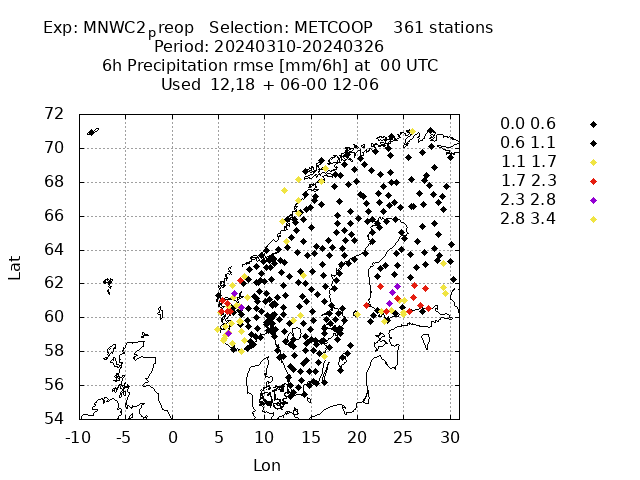 Exp: MNWC2preop Selection: METCOOP 361 stations
Period: 20240310-20240326
6h Precipitation rmse [mm/6h] at 00 UTC
Used 12,18 + 06-00 12-06
0.0 0.6
0.6 1.1
1.1 1.7
1.7 2.3
2.3 2.8
2.8 3.4
72
70
68
66
64
62
60
58
56
54
Lat
-10 -5 0 5 10 15 20 25 30
Lon